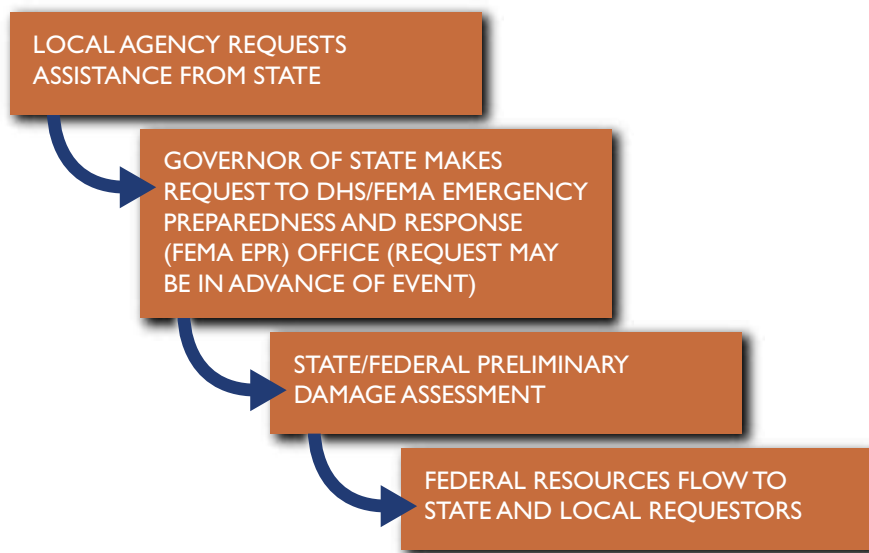 LOCAL AGENCY REQUESTS
ASSISTANCE FROM STATE
GOVERNOR OF STATE MAKES
REQUEST TO DHS/FEMA EMERGENCY
PREPAREDNESS AND RESPONSE
(FEMA EPR) OFFICE (REQUEST MAY
BE IN ADVANCE OF EVENT)
STATE/FEDERAL PRELIMINARY
DAMAGE ASSESSMENT
FEDERAL RESOURCES FLOW TO
STATE AND LOCAL REQUESTORS